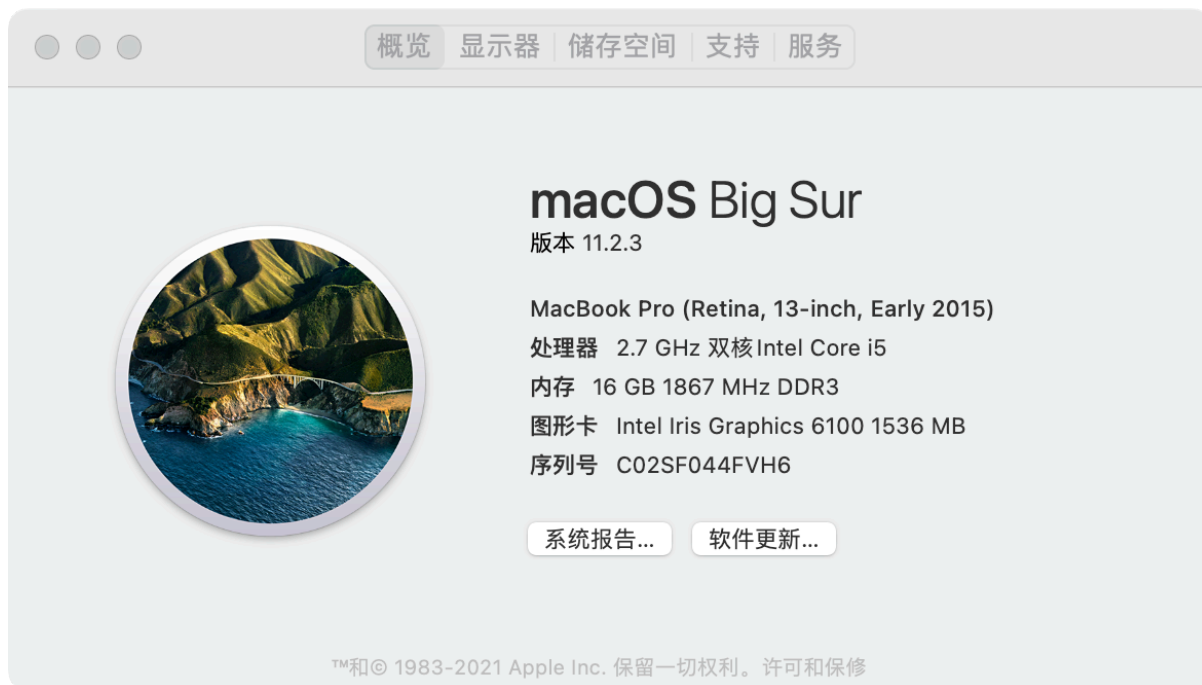 概览 显示器 储存空间 支持 服务
macOS Big Sur
版本 11.2.3
MacBook Pro (Retina, 13-inch, Early 2015)
处理器 2.7 GHz 双核Intel Core i5
内存 16 GB 1867 MHz DDR3
图形卡 Intel Iris Graphics 6100 1536 MB
序列号 C02SF044FVH6
系统报告... 软件更新...
™和© 1983-2021 Apple Inc. 保留一切权利。许可和保修